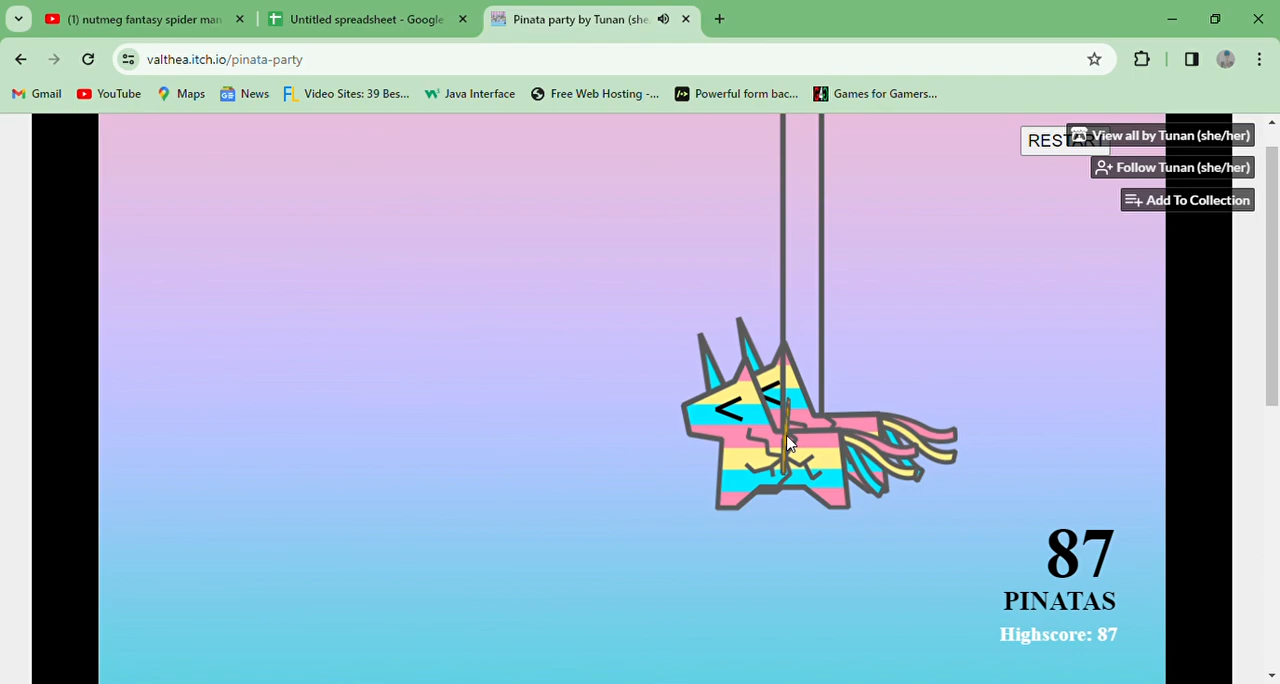 (1) nutmeg fantasy spider man
Untitled spreadsheet - Google
Pinata party by Tunan (she
valthea.itch.io/pinata-party
Gmail
YouTube
Maps
News
Video Sites: 39 Bes...
Java Interface
Free Web Hosting -...
Powerful form bac...
Games for Gamers...
View all by Tunan (she/her)
Follow Tunan (she/her)
Add To Collection
87
PINATAS
Highscore: 87